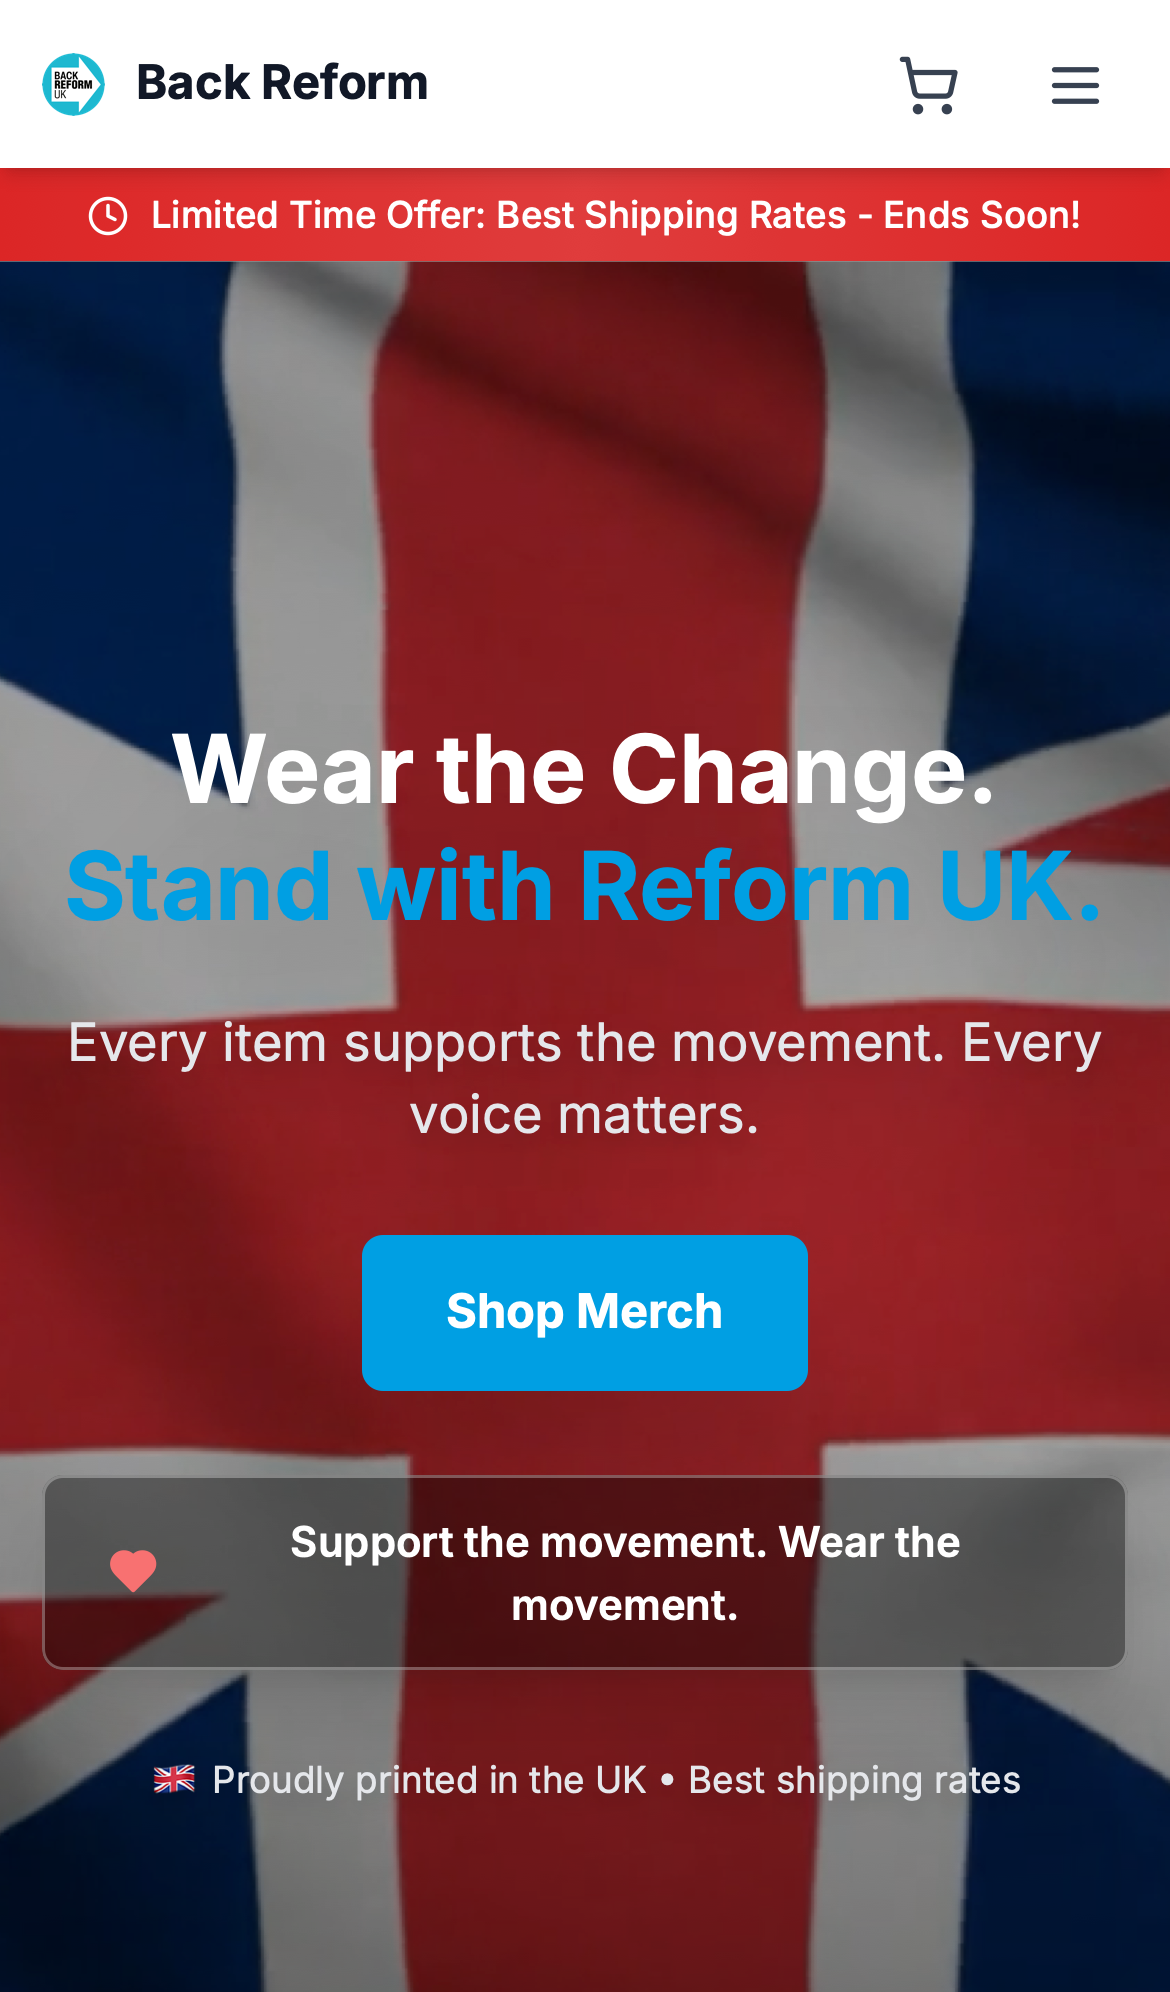 BACK
REFORM
UK
Back Reform
Limited Time Offer: Best Shipping Rates - Ends Soon!
Wear the Change.
Stand with Reform UK.
Every item supports the movement. Every
voice matters.
Shop Merch
Support the movement. Wear the
movement.
🇬🇧 Proudly printed in the UK • Best shipping rates